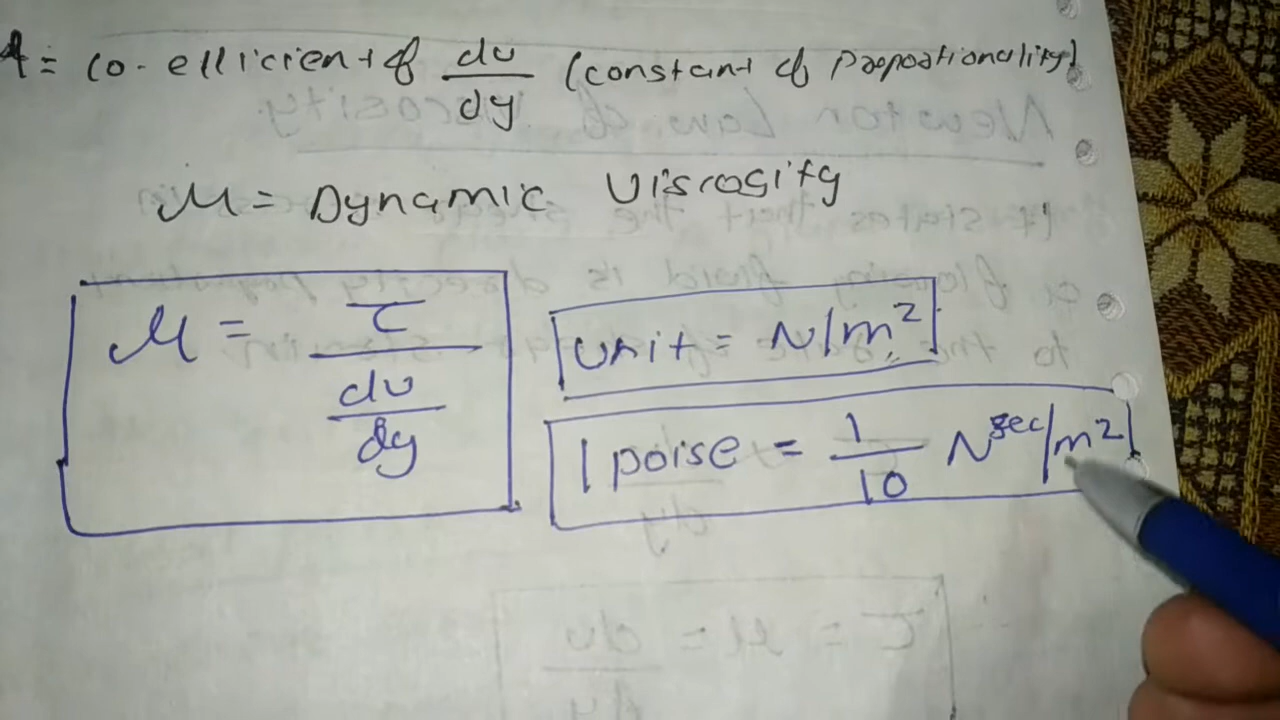 = co-efficient of du/dy (constant of Propostionality)
μ = Dynamic Viscosity
μ = τ / du/dy
unit = N/m²
1 poise = 1/10 N sec/m²